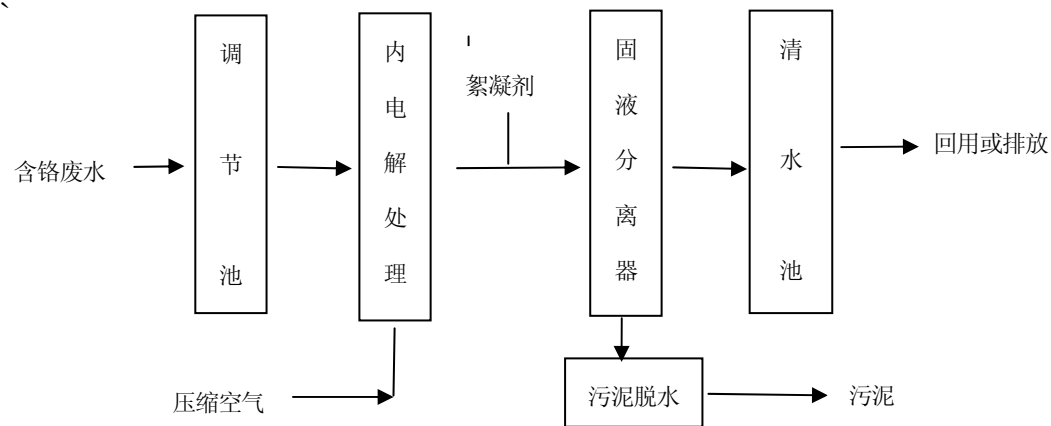 含铬废水
调节池
内电解处理
压缩空气
絮凝剂
固液分离器
污泥脱水
污泥
清水池
回用或排放